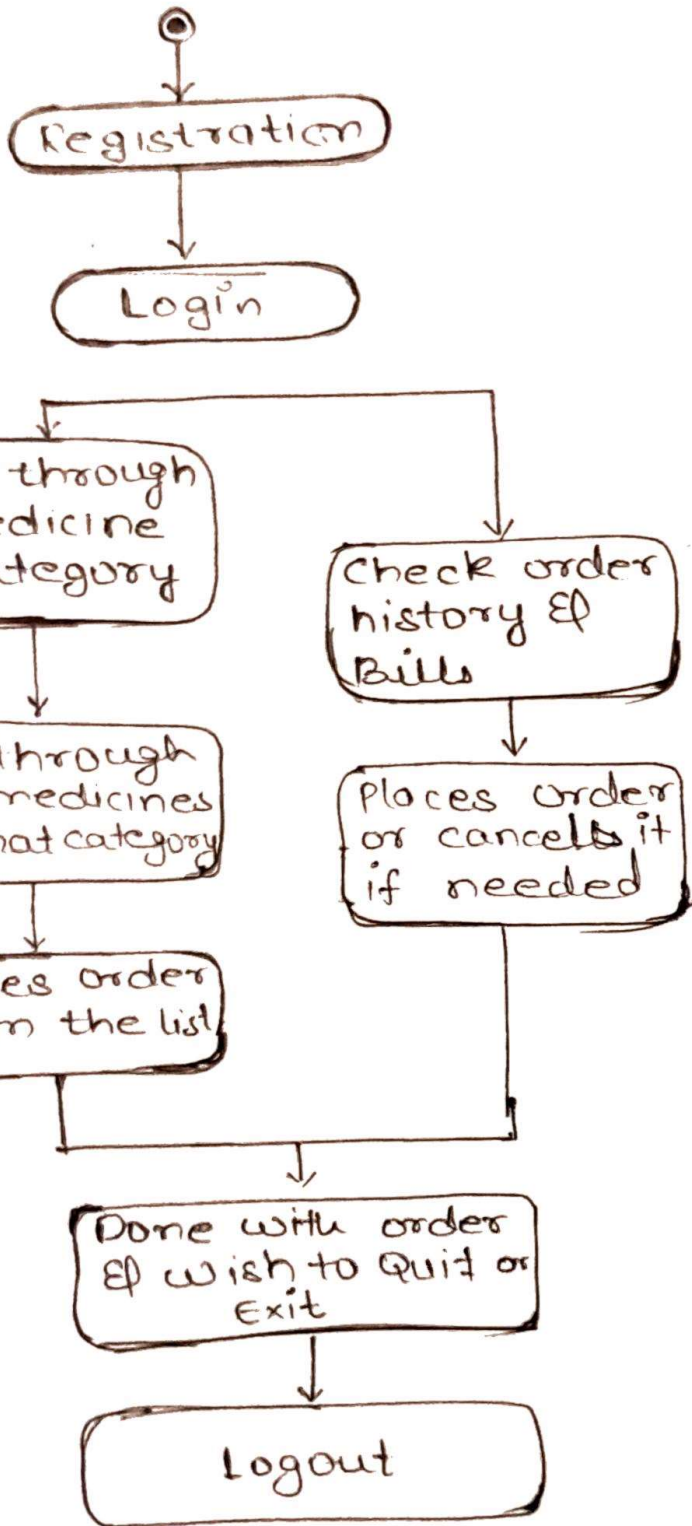 Registration
Login
through
edicine
tegory
Check order
history &
Bills
through
medicines
hat category
Places order
or cancels it
if needed
es order
n the list
Done with order
& wish to Quit or
Exit
Logout